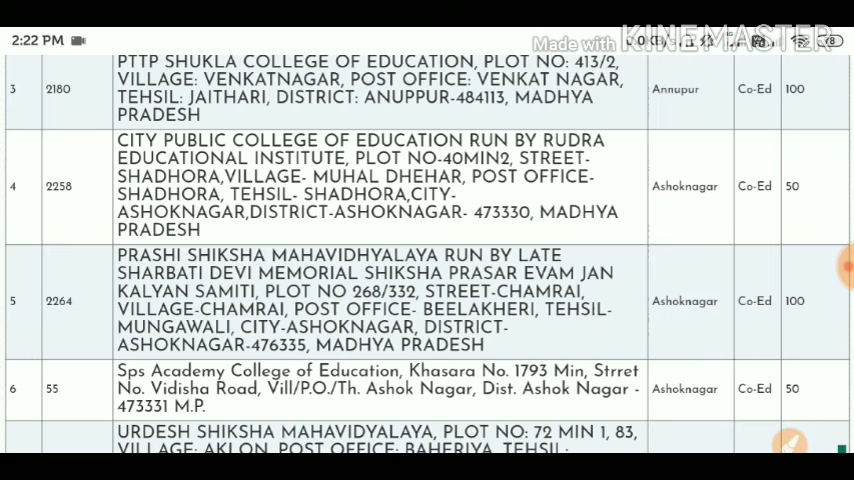 2:22 PM
Made with KINEMASTER
3 2180 PTTP SHUKLA COLLEGE OF EDUCATION, PLOT NO: 413/2,
VILLAGE: VENKATNAGAR, POST OFFICE: VENKAT NAGAR,
TEHSIL: JAITHARI, DISTRICT: ANUPPUR-484113, MADHYA
PRADESH
Annupur Co-Ed 100
4 2258 CITY PUBLIC COLLEGE OF EDUCATION RUN BY RUDRA
EDUCATIONAL INSTITUTE, PLOT NO-40MIN2, STREET-
SHADHORA,VILLAGE- MUHAL DHEHAR, POST OFFICE-
SHADHORA, TEHSIL- SHADHORA,CITY-
ASHOKNAGAR,DISTRICT-ASHOKNAGAR- 473330, MADHYA
PRADESH
Ashoknagar Co-Ed 50
5 2264 PRASHI SHIKSHA MAHAVIDHYALAYA RUN BY LATE
SHARBATI DEVI MEMORIAL SHIKSHA PRASAR EVAM JAN
KALYAN SAMITI, PLOT NO 268/332, STREET-CHAMRAI,
VILLAGE-CHAMRAI, POST OFFICE- BEELAKHERI, TEHSIL-
MUNGAWALI, CITY-ASHOKNAGAR, DISTRICT-
ASHOKNAGAR-476335, MADHYA PRADESH
Ashoknagar Co-Ed 100
6 55 Sps Academy College of Education, Khasara No. 1793 Min, Strret
No. Vidisha Road, Vill/P.O./Th. Ashok Nagar, Dist. Ashok Nagar -
473331 M.P.
Ashoknagar Co-Ed 50
URDESH SHIKSHA MAHAVIDYALAYA, PLOT NO: 72 MIN 1, 83,
VILLAGE: AKLON, POST OFFICE: BAHERIYA, TEHSIL: